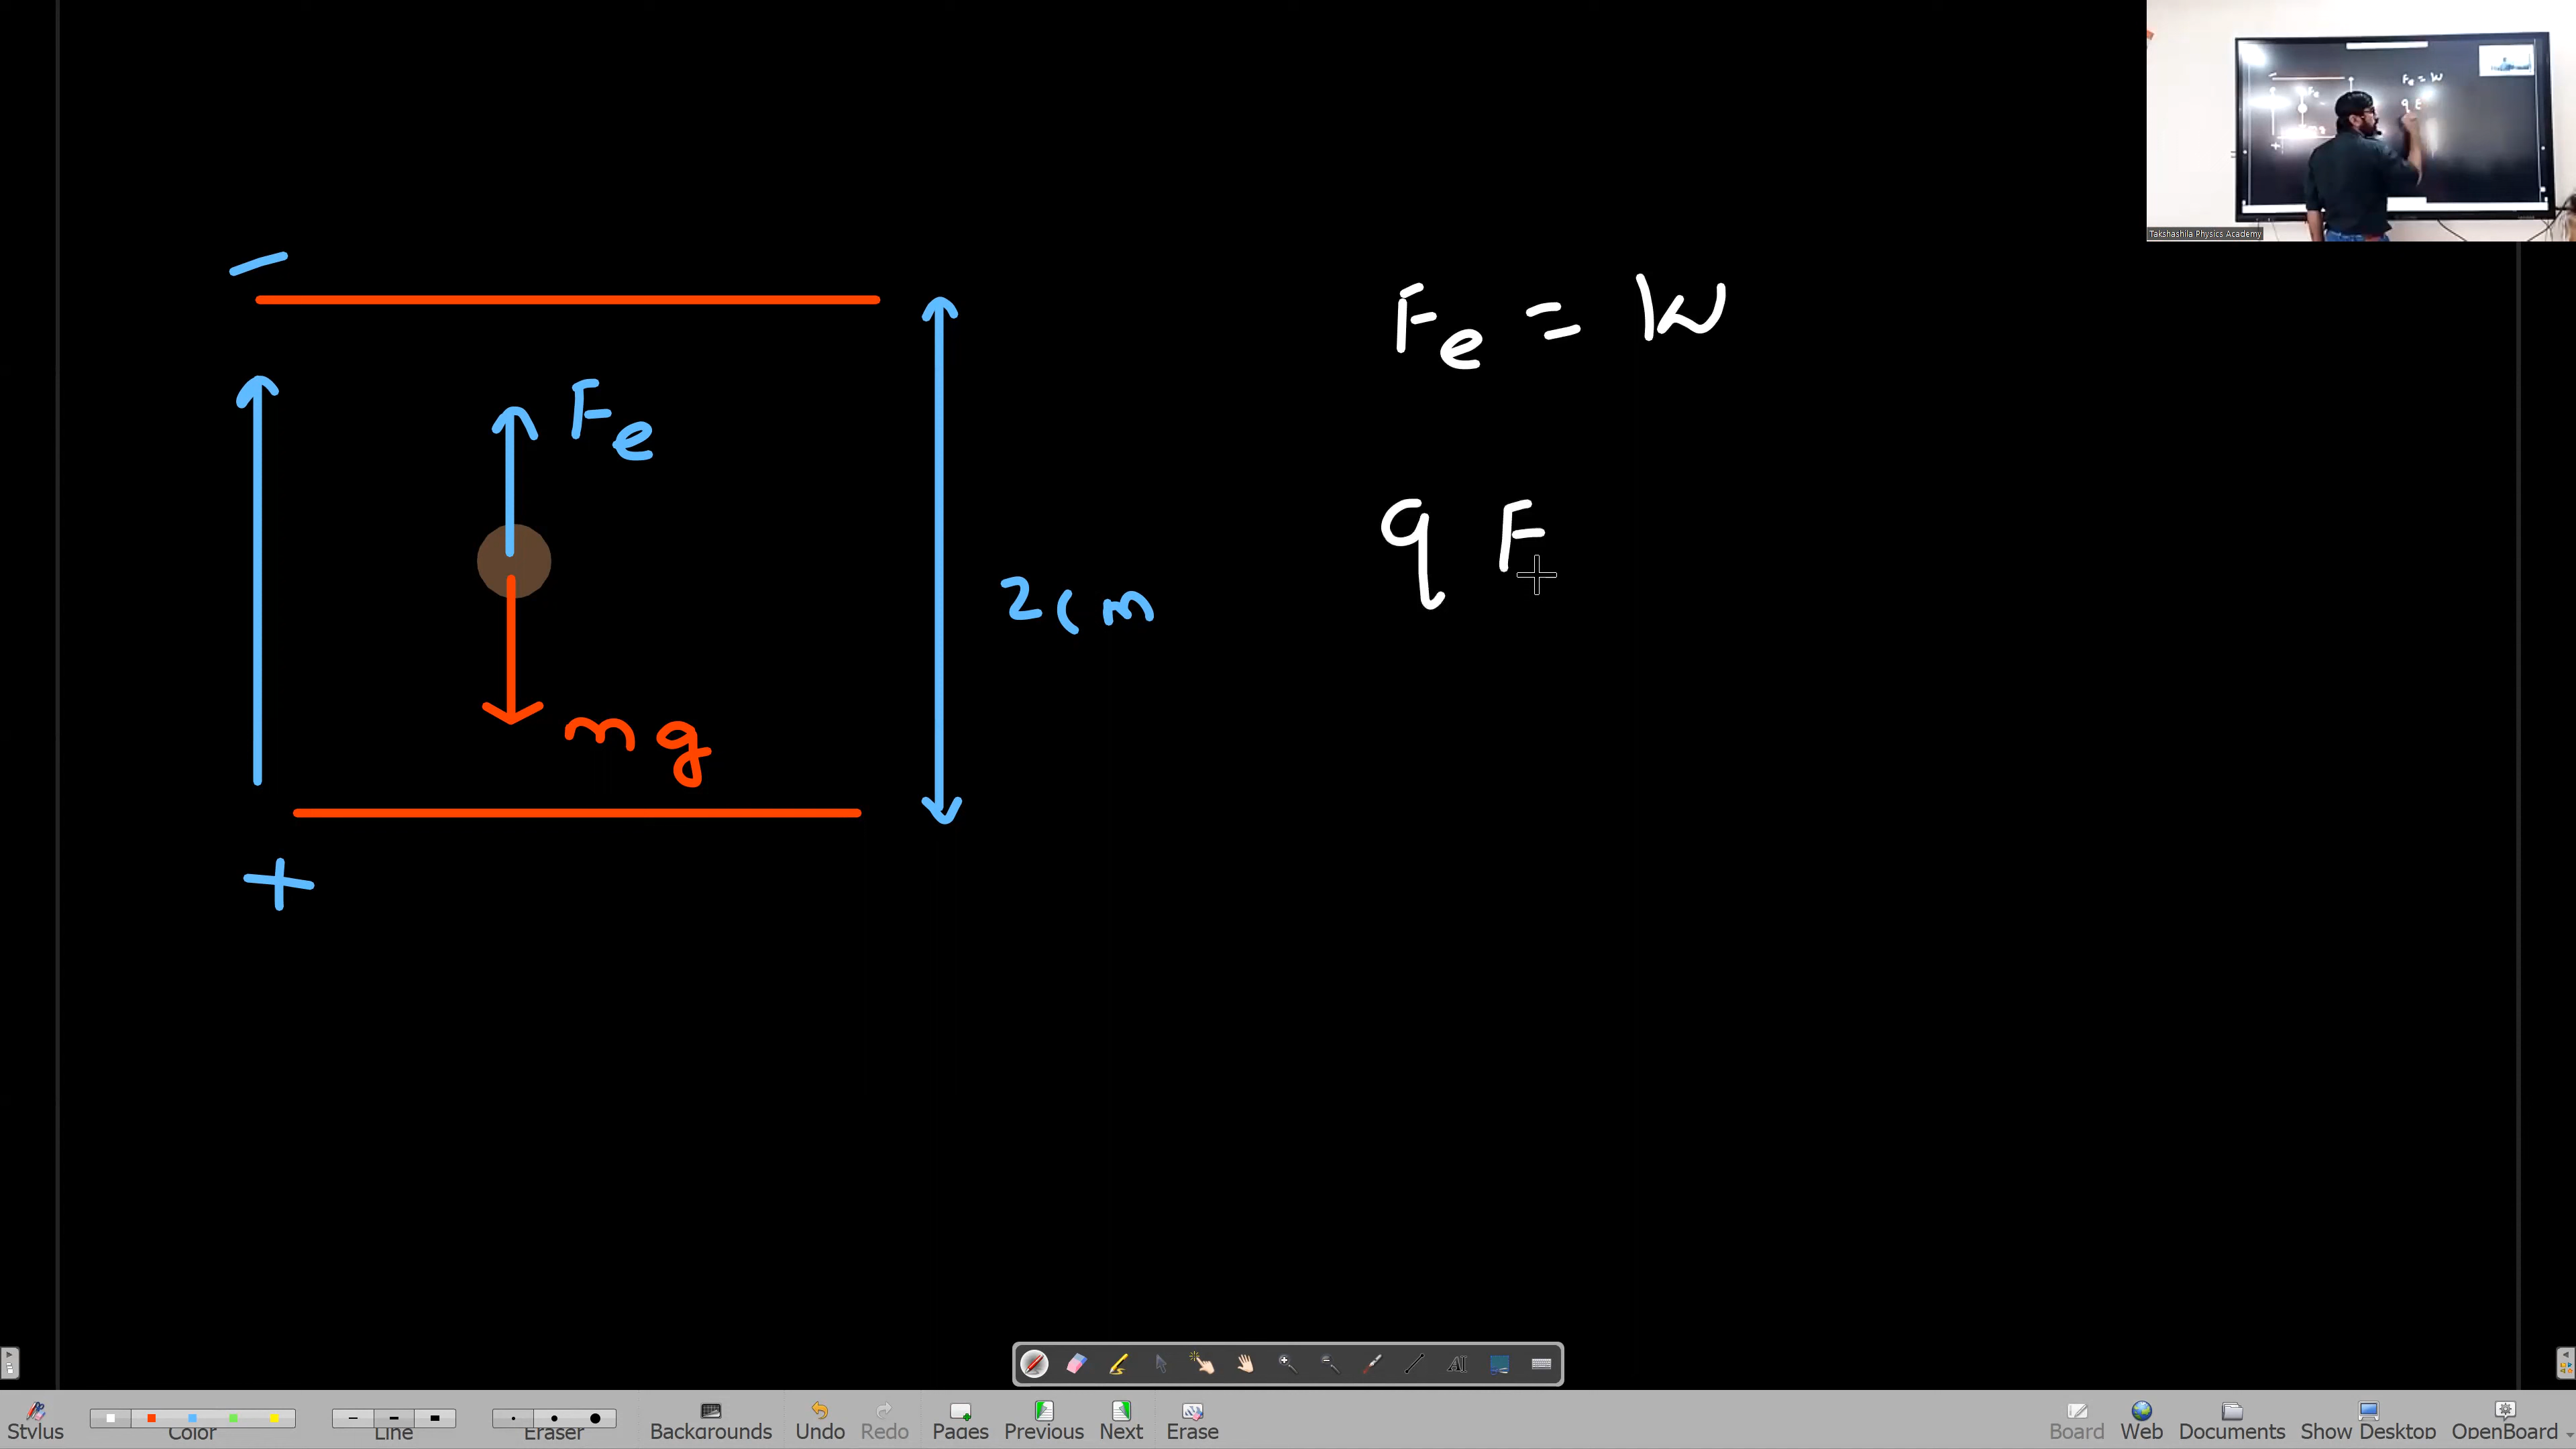 Takshashila Physics Academy
Fe = W
q E
-
Fe
Fe = W
2cm
q F
mg
+
Stylus
Color
Line
Eraser
Backgrounds
Undo
Redo
Pages
Previous
Next
Erase
Board
Web
Documents
Show Desktop
OpenBoard